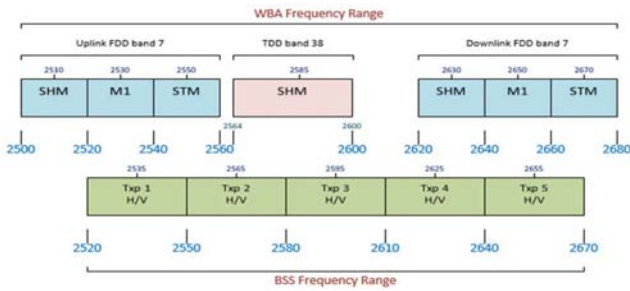 WBA Frequency Range
Uplink FDD band 7 TDD band 38 Downlink FDD band 7
2510 2530 2550 2585 2630 2650 2670
SHM M1 STM SHM SHM M1 STM
2564 2600
2500 2520 2540 2560 2600 2620 2640 2660 2680
2535 2565 2595 2625 2655
Txp 1 Txp 2 Txp 3 Txp 4 Txp 5
H/V H/V H/V H/V H/V
2520 2550 2580 2610 2640 2670
BSS Frequency Range